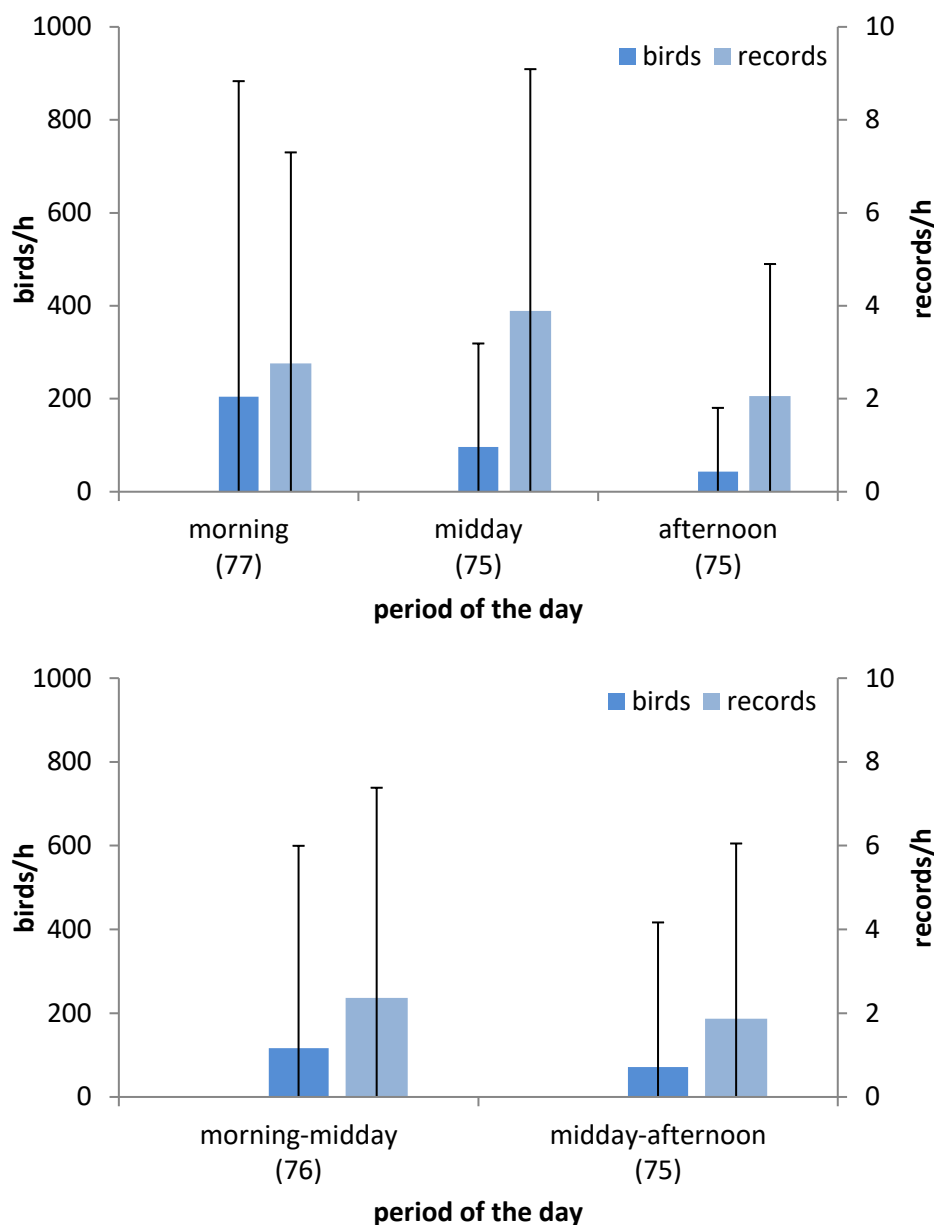 1000
800
600
400
200
0
birds/h
birds records
10
8
6
4
2
0
records/h
morning midday afternoon
(77) (75) (75)
period of the day
1000
800
600
400
200
0
birds/h
birds records
10
8
6
4
2
0
records/h
morning-midday midday-afternoon
(76) (75)
period of the day